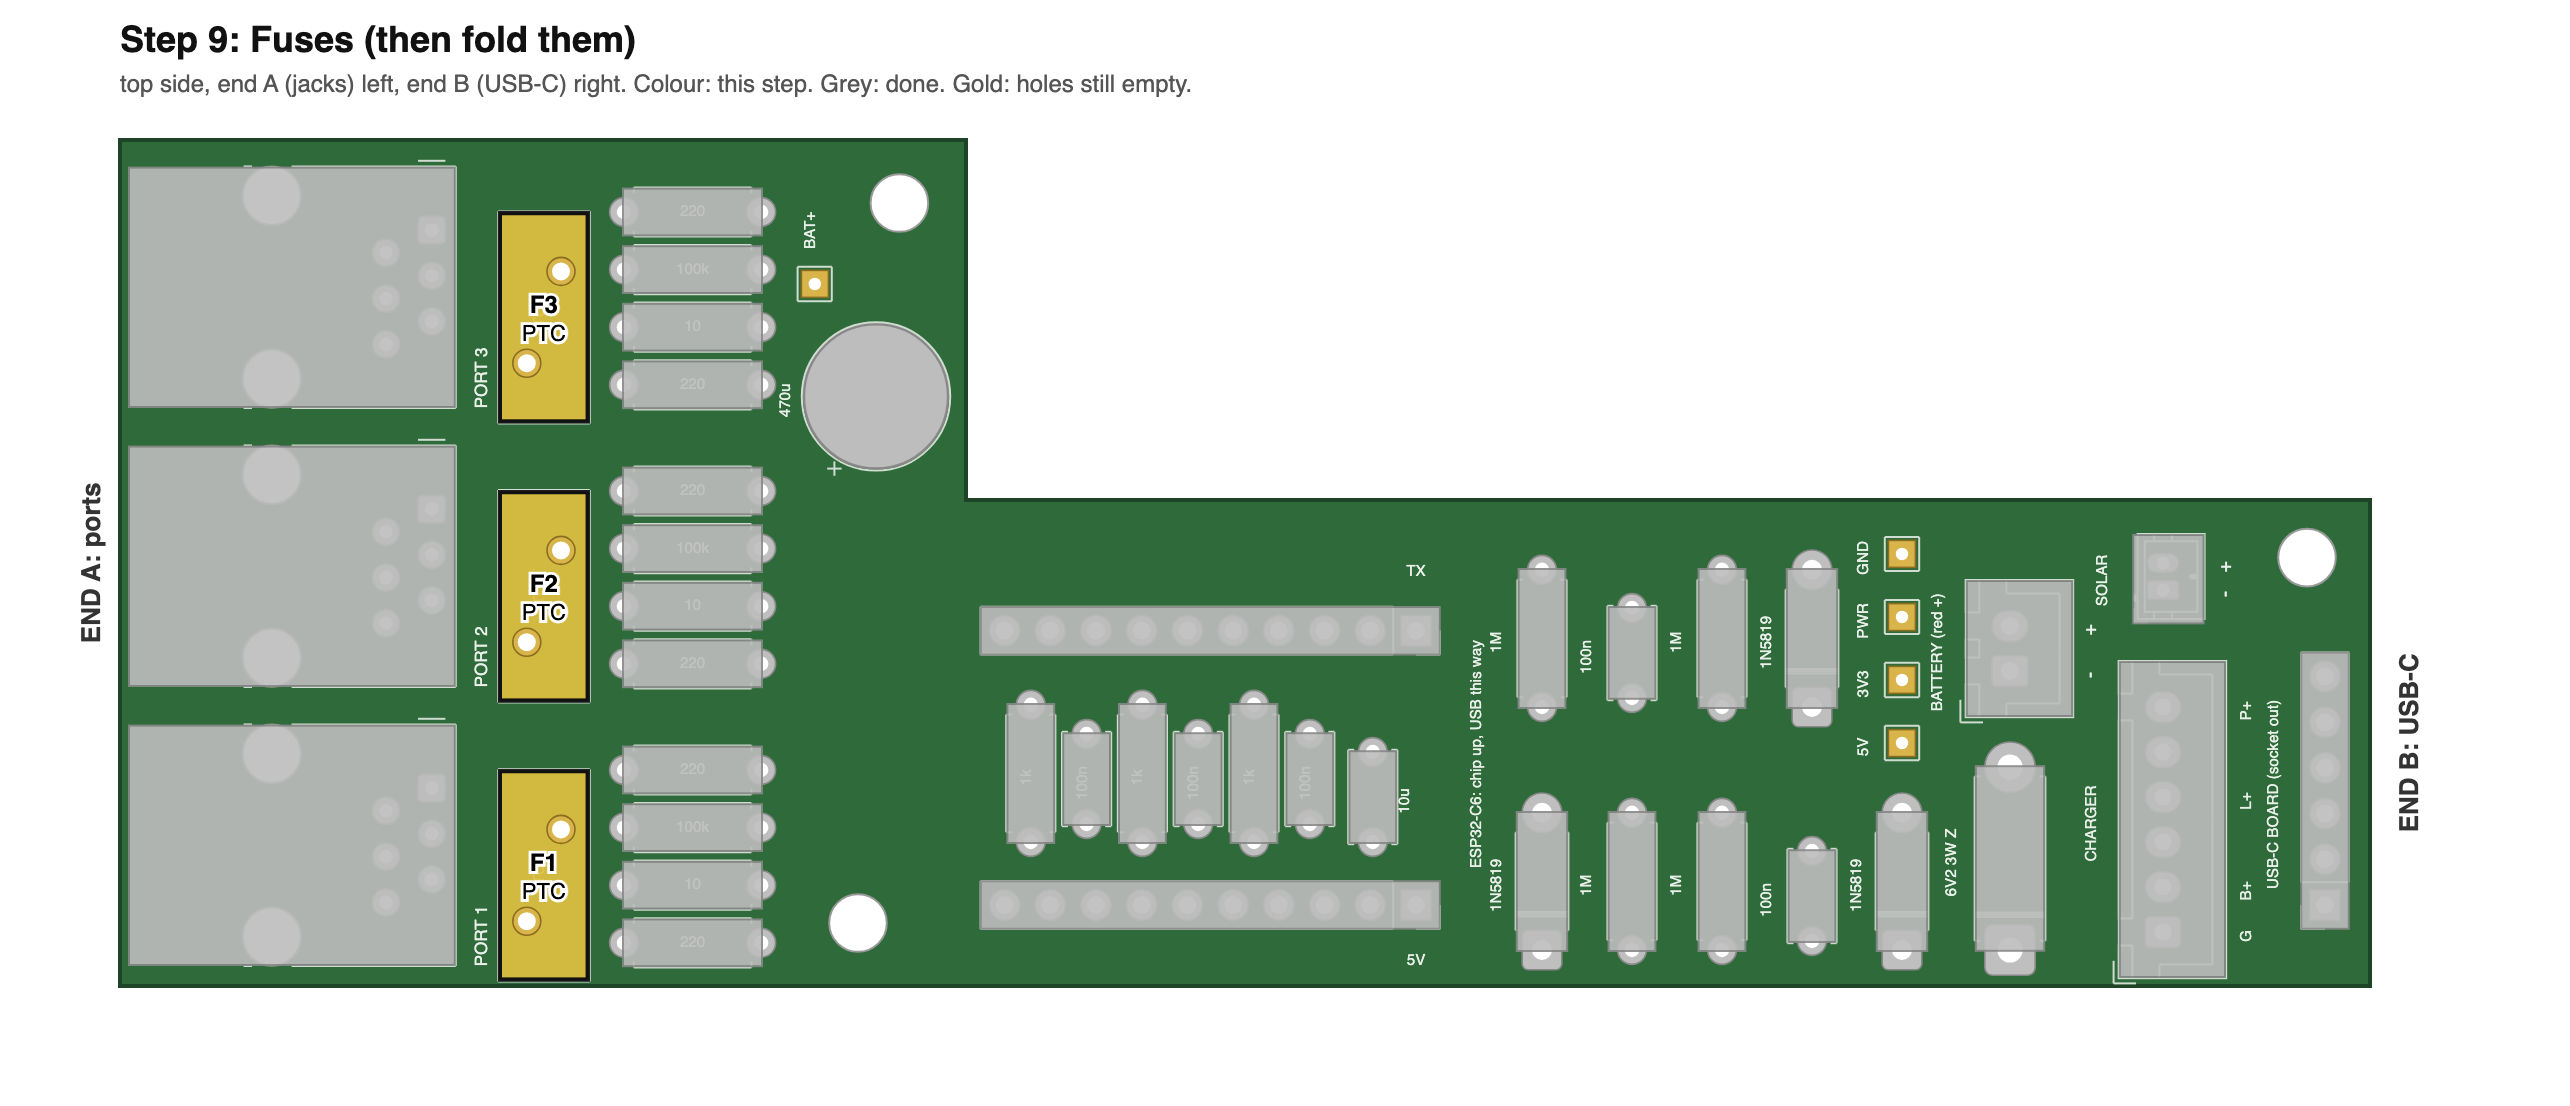 Step 9: Fuses (then fold them)
top side, end A (jacks) left, end B (USB-C) right. Colour: this step. Grey: done. Gold: holes still empty.
END A: ports
PORT 3
F3
PTC
220
100k
10
220
BAT+
470u
+
PORT 2
F2
PTC
220
100k
10
220
PORT 1
F1
PTC
220
100k
10
220
TX
1k
100n
1k
100n
1k
100n
10u
5V
ESP32-C6: chip up, USB this way
1M
100n
1M
1N5819
GND
PWR
3V3
5V
BATTERY (red +)
+
-
SOLAR
+
-
1N5819
1M
1M
100n
1N5819
6V2 3W Z
CHARGER
P+
L+
B+
G
USB-C BOARD (socket out)
END B: USB-C